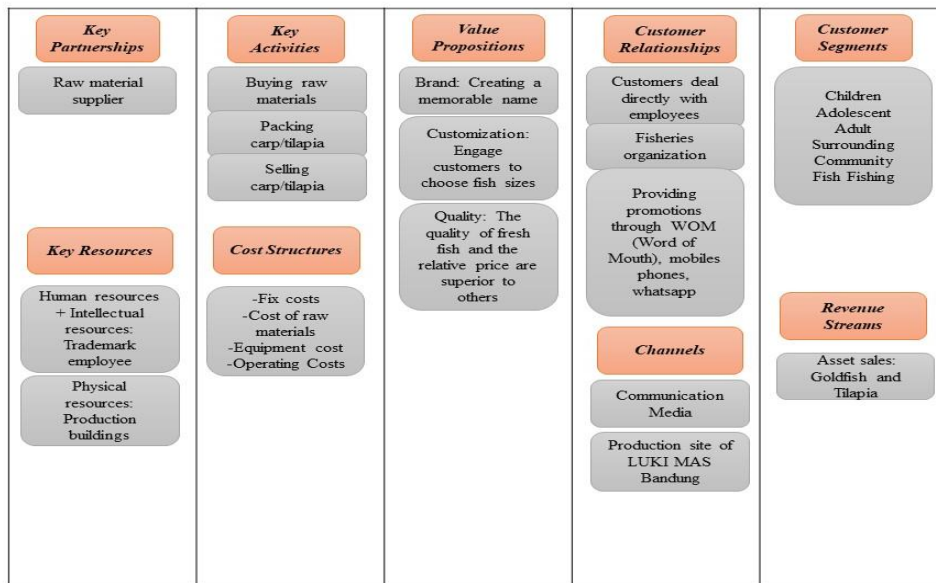 Key
Partnerships
Raw material
supplier
Key Resources
Human resources
+ Intellectual
resources:
Trademark
employee
Physical
resources:
Production
buildings
Key
Activities
Buying raw
materials
Packing
carp/tilapia
Selling
carp/tilapia
Cost Structures
-Fix costs
-Cost of raw
materials
-Equipment cost
-Operating Costs
Value
Propositions
Brand: Creating a
memorable name
Customization:
Engage
customers to
choose fish sizes
Quality: The
quality of fresh
fish and the
relative price are
superior to
others
Customer
Relationships
Customers deal
directly with
employees
Fisheries
organization
Providing
promotions
through WOM
(Word of
Mouth), mobiles
phones,
whatsapp
Channels
Communication
Media
Production site of
LUKI MAS
Bandung
Customer
Segments
Children
Adolescent
Adult
Surrounding
Community
Fish Fishing
Revenue
Streams
Asset sales:
Goldfish and
Tilapia